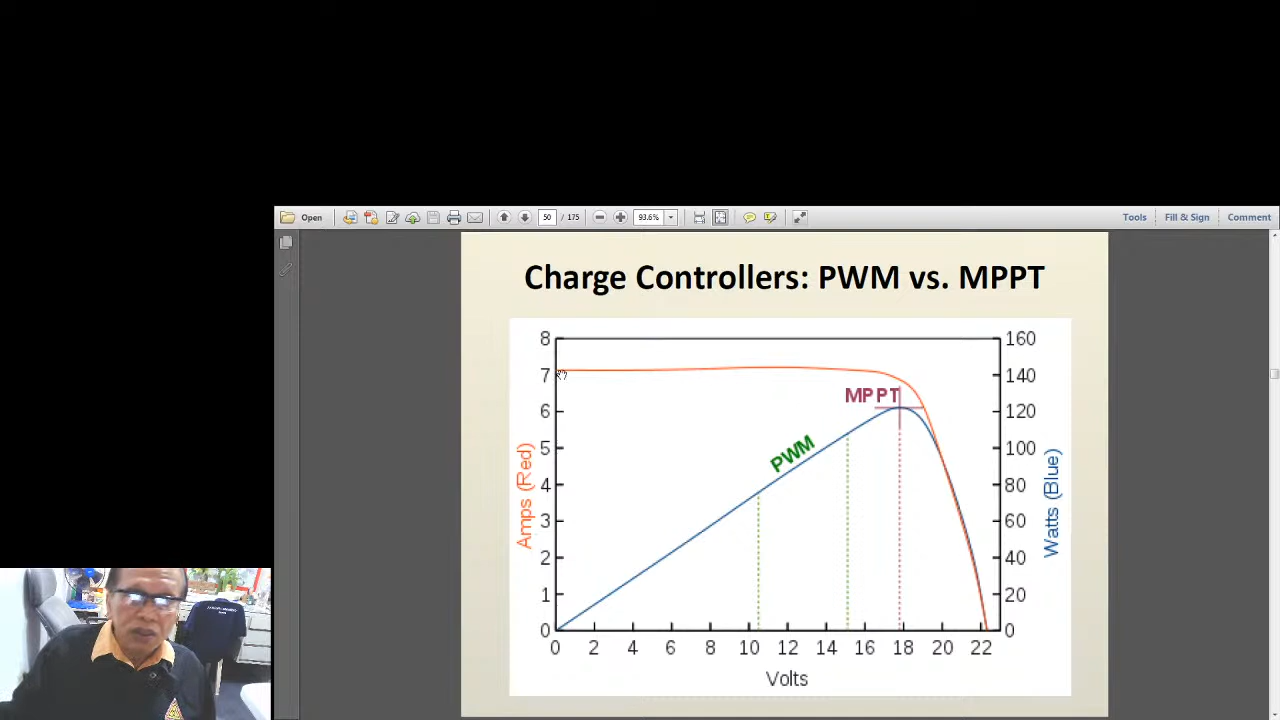 Open
50 / 175
93.6%
Tools
Fill & Sign
Comment
Charge Controllers: PWM vs. MPPT
8
7
6
5
4
3
2
1
0
Amps (Red)
160
140
120
100
80
60
40
20
0
Watts (Blue)
MPPT
PWM
0 2 4 6 8 10 12 14 16 18 20 22
Volts